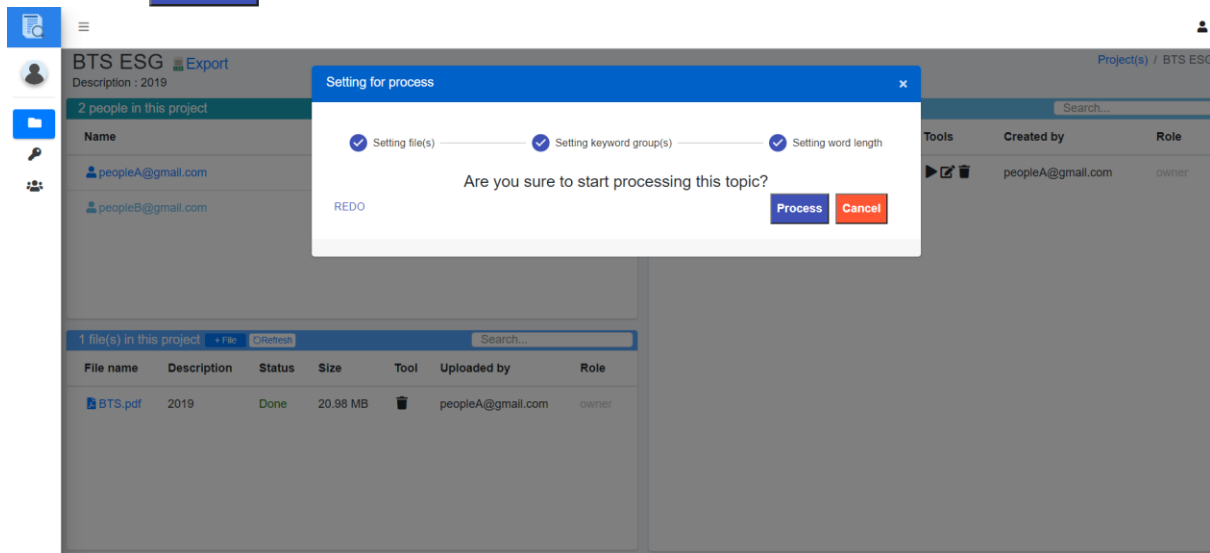 BTS ESG Export
Description : 2019
Project(s) / BTS ESG
Setting for process ×
2 people in this project
Search...
Name
Tools Created by Role
Setting file(s) Setting keyword group(s) Setting word length
peopleA@gmail.com
peopleA@gmail.com owner
Are you sure to start processing this topic?
peopleB@gmail.com
REDO
Process Cancel
1 file(s) in this project + File Refresh Search...
File name Description Status Size Tool Uploaded by Role
BTS.pdf 2019 Done 20.98 MB peopleA@gmail.com owner